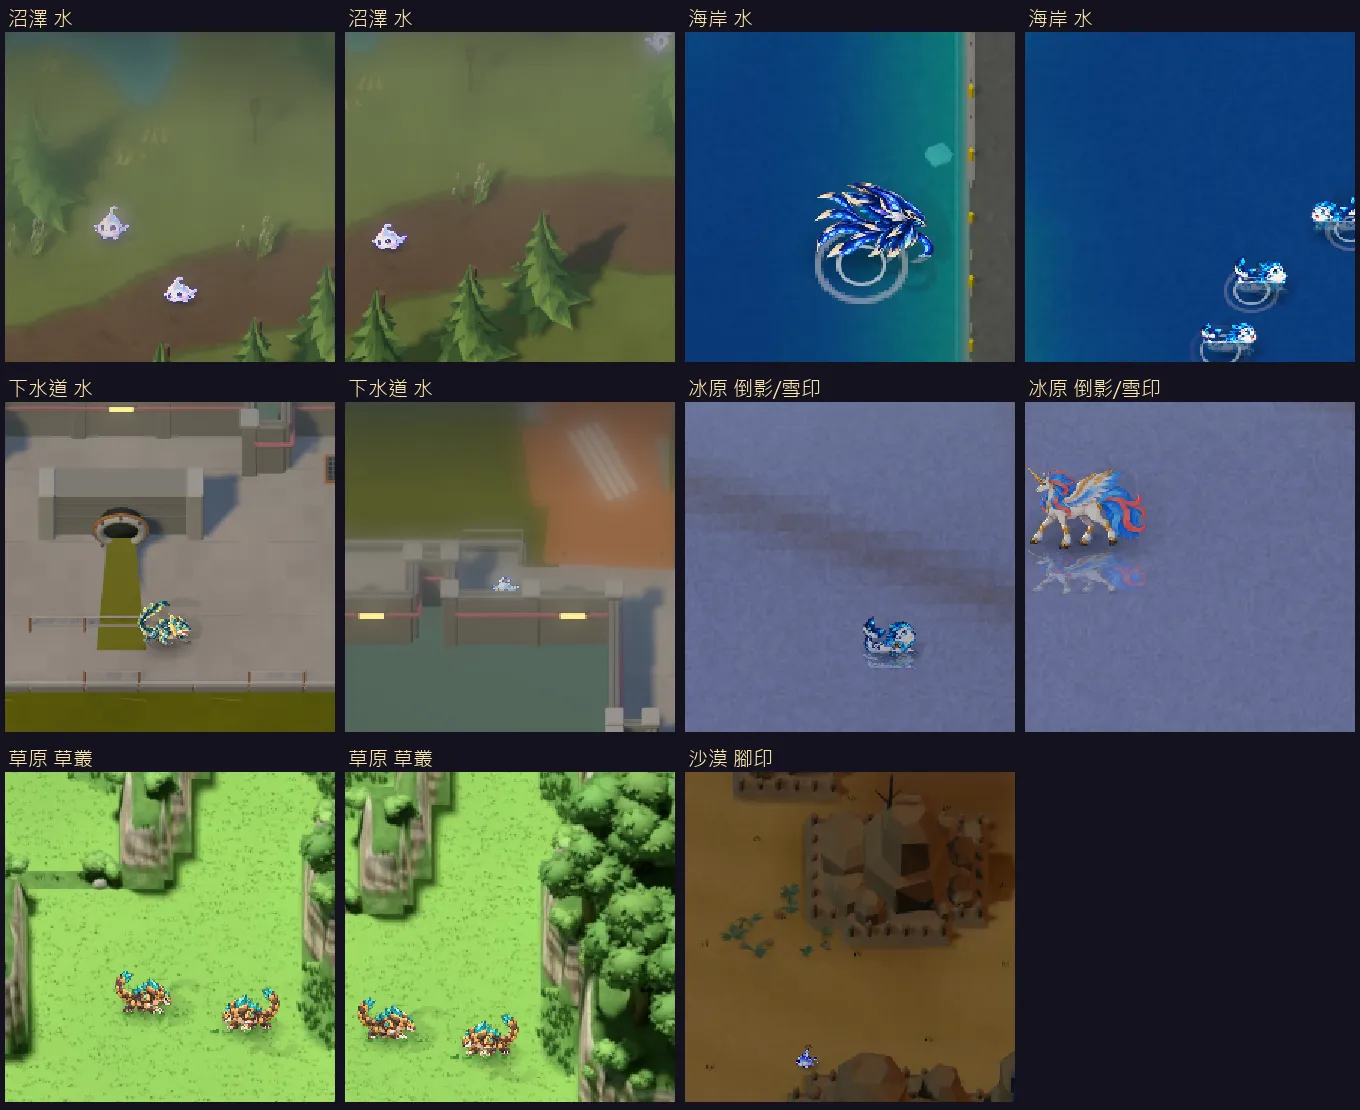 沼澤 水
沼澤 水
海岸 水
海岸 水
下水道 水
下水道 水
冰原 倒影/雪印
冰原 倒影/雪印
草原 草叢
草原 草叢
沙漠 腳印